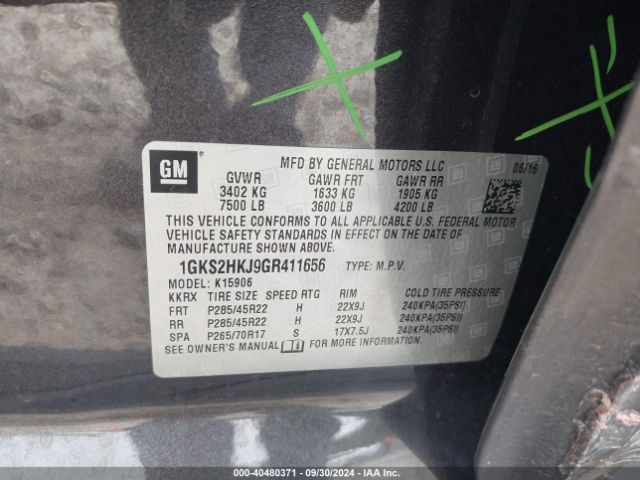 GM
MFD BY GENERAL MOTORS LLC 06/16
GVWR GAWR FRT GAWR RR
3402 KG 1633 KG 1905 KG
7500 LB 3600 LB 4200 LB
THIS VEHICLE CONFORMS TO ALL APPLICABLE U.S. FEDERAL MOTOR
VEHICLE SAFETY STANDARDS IN EFFECT ON THE DATE OF
MANUFACTURE SHOWN ABOVE.
1GKS2HKJ9GR411656 TYPE: M.P.V.
MODEL: K15906
KKRX TIRE SIZE SPEED RTG RIM COLD TIRE PRESSURE
FRT P285/45R22 H 22X9J 240KPA(35PSI)
RR P285/45R22 H 22X9J 240KPA(35PSI)
SPA P265/70R17 S 17X7.5J 240KPA(35PSI)
SEE OWNER'S MANUAL FOR MORE INFORMATION
000-40480371 - 09/30/2024 - IAA Inc.